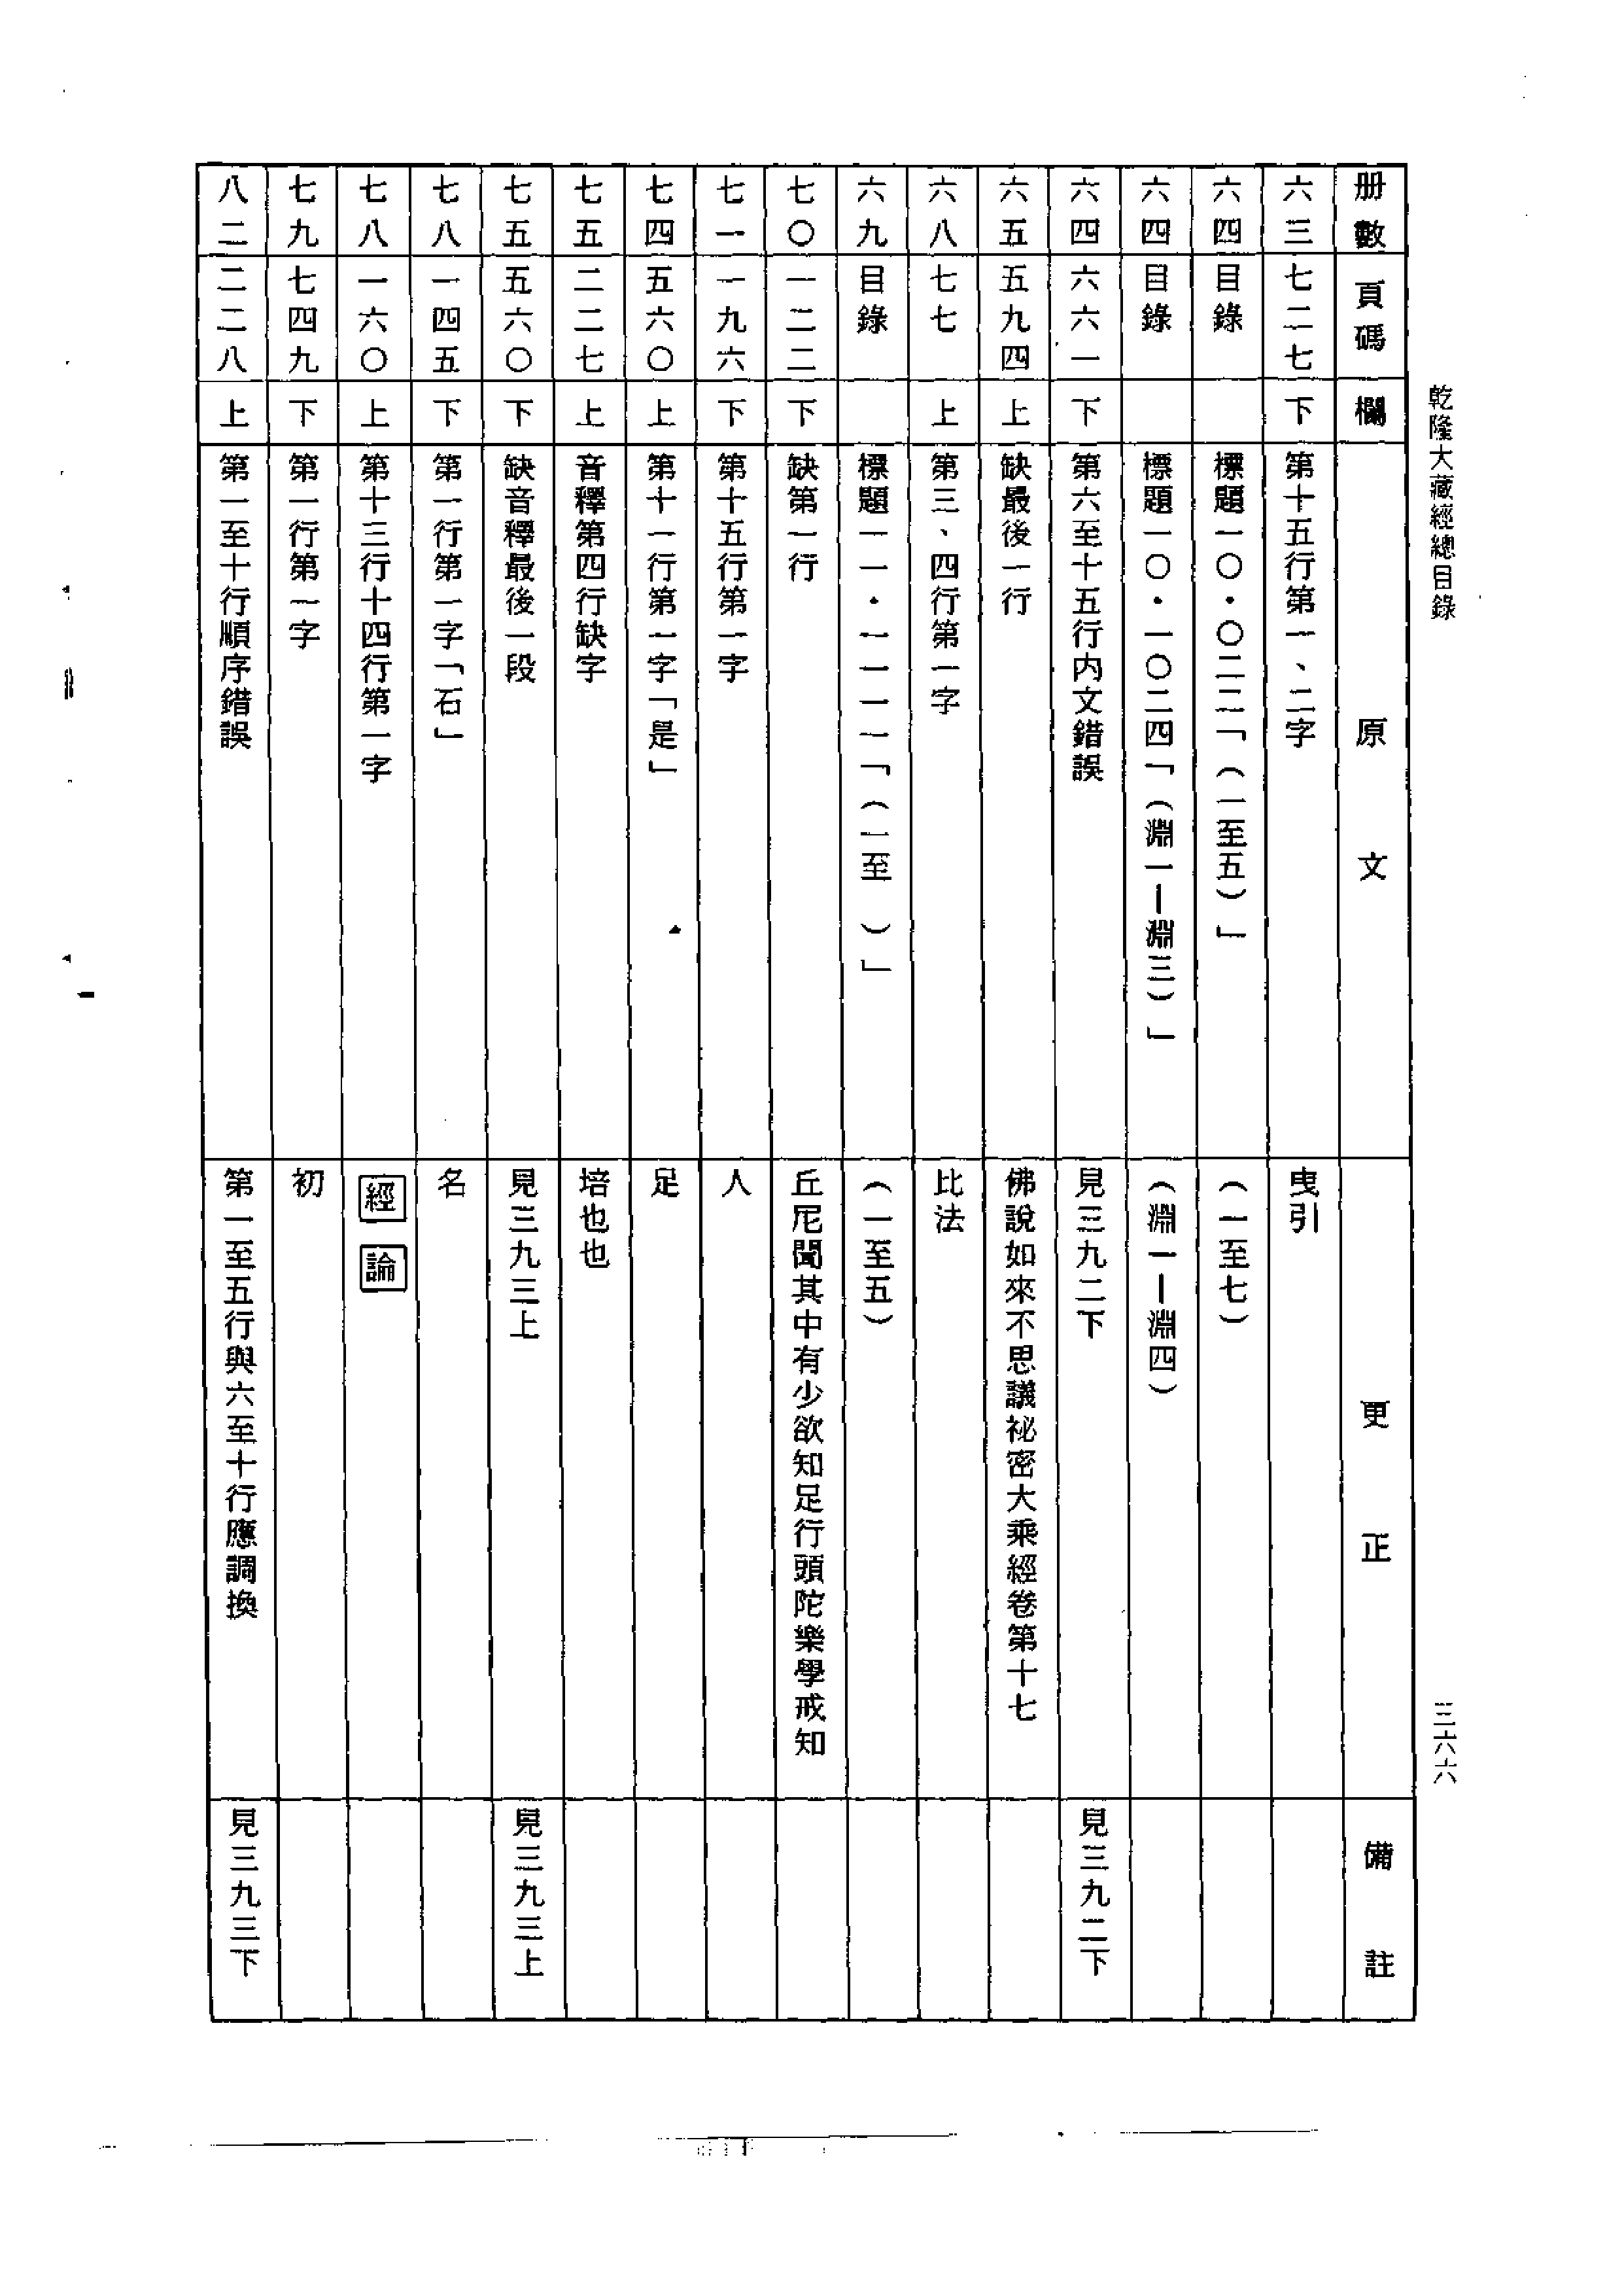 乾隆大藏經總目錄
三六六
册數 頁碼 欄 原文 更正 備註
六三 七二七 下 第十五行第一、二字 曳引
六四 目錄 標題一〇·〇二二「(一至五)」 (一至七)
六四 目錄 標題一〇·一〇二四「(淵一—淵三)」 (淵一—淵四)
六四 六六一 下 第六至十五行內文錯誤 見三九二下 見三九二下
六五 五九四 上 缺最後一行 佛說如來不思議祕密大乘經卷第十七
六八 七七 上 第三、四行第一字 比法
六九 目錄 標題一一·一一一一「(一至 )」 (一至五)
七〇 一二二 下 缺第一行 丘尼聞其中有少欲知足行頭陀樂學戒知
七一 一九六 下 第十五行第一字 人
七四 五六〇 上 第十一行第一字「是」 足
七五 二二七 上 音釋第四行缺字 培也也
七五 五六〇 下 缺音釋最後一段 見三九三上 見三九三上
七八 一四五 下 第一行第一字「石」 名
七八 一六〇 上 第十三行十四行第一字 經 論
七九 七四九 下 第一行第一字 初
八二 二二八 上 第一至十行順序錯誤 第一至五行與六至十行應調換 見三九三下